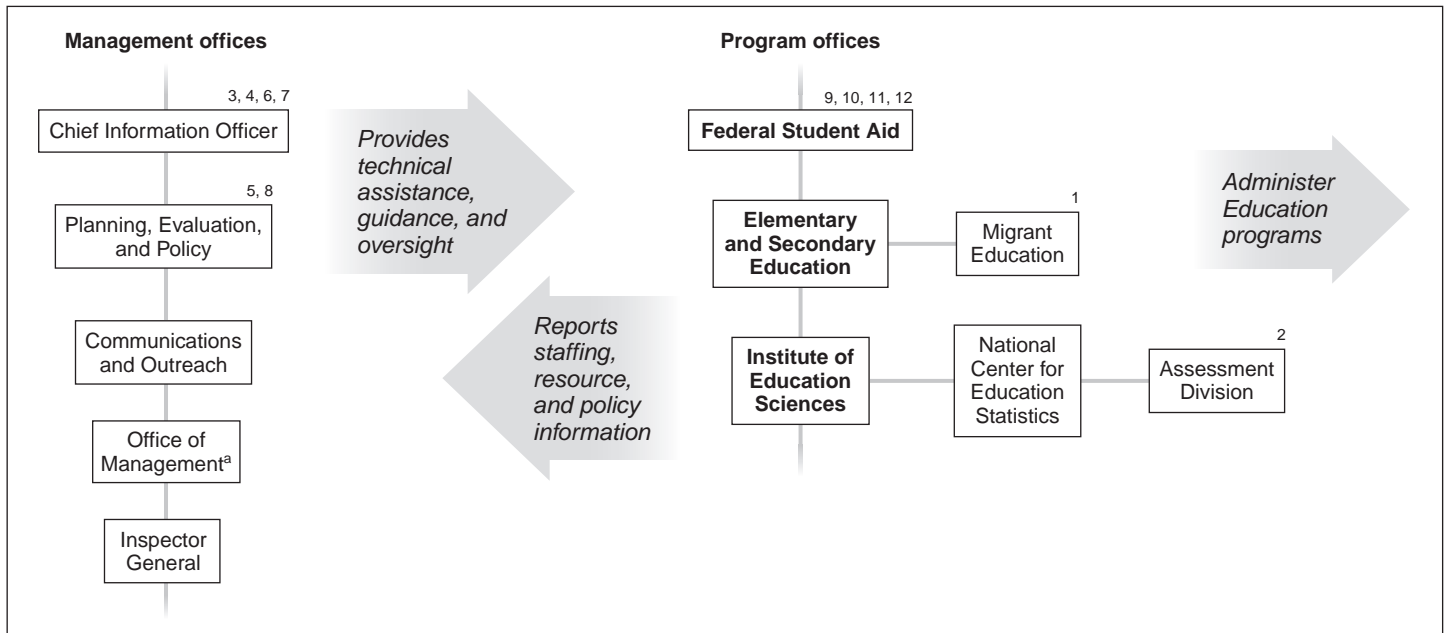 Management offices
3, 4, 6, 7
Chief Information Officer
5, 8
Planning, Evaluation,
and Policy
Communications
and Outreach
Office of
Managementᵃ
Inspector
General
Provides
technical
assistance,
guidance, and
oversight
Reports
staffing,
resource,
and policy
information
Program offices
9, 10, 11, 12
Federal Student Aid
Elementary
and Secondary
Education
1
Migrant
Education
Institute of
Education
Sciences
National
Center for
Education
Statistics
2
Assessment
Division
Administer
Education
programs